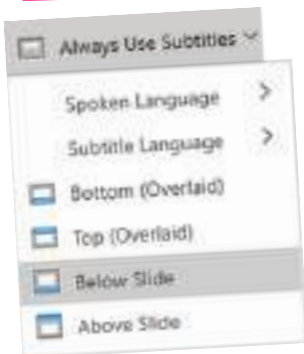 Always Use Subtitles
Spoken Language
Subtitle Language
Bottom (Overlaid)
Top (Overlaid)
Below Slide
Above Slide